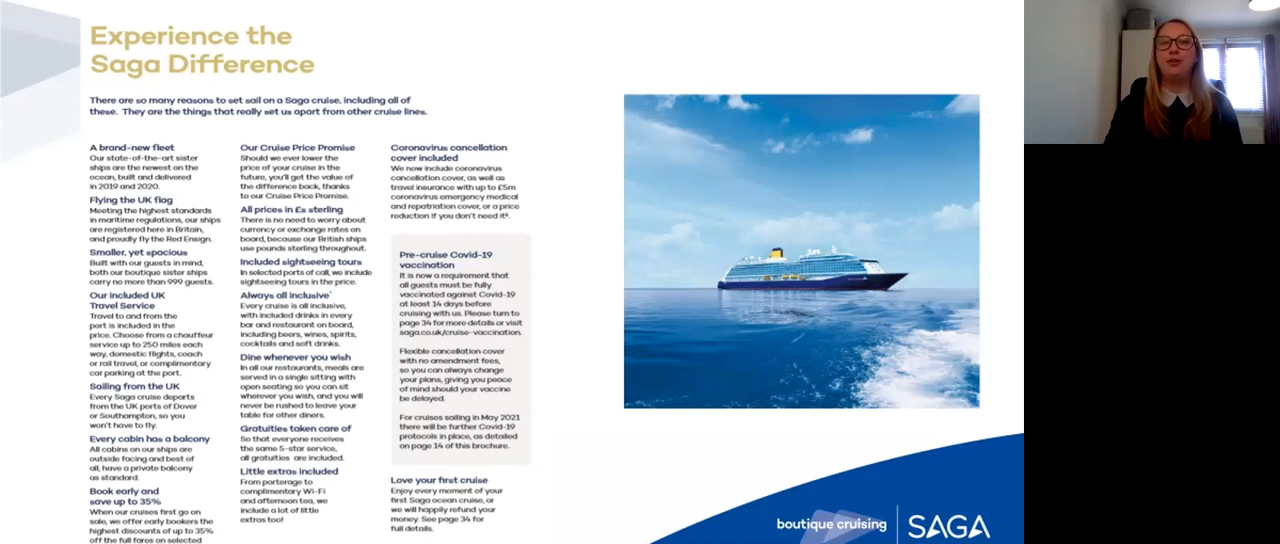 Experience the
Saga Difference
There are so many reasons to set sail on a Saga cruise, including all of
these. They are the things that really set us apart from other cruise lines.
A brand-new fleet
Our state-of-the-art sister
ships are the newest on the
ocean, built and delivered
in 2019 and 2020.
Flying the UK flag
Meeting the highest standards
in maritime regulations, our ships
are registered here in Britain,
and proudly fly the Red Ensign.
Smaller, yet spacious
Built with our guests in mind,
both our boutique sister ships
carry no more than 999 guests.
Our included UK
Travel Service
Travel to and from the
port is included in the
price. Choose from a chauffeur
service up to 250 miles each
way, domestic flights, coach
or rail travel, or complimentary
car parking at the port.
Sailing from the UK
Every Saga cruise departs
from the UK ports of Dover
or Southampton, so you
won't have to fly.
Every cabin has a balcony
All cabins on our ships are
outside facing and best of
all, have a private balcony
as standard.
Book early and
save up to 35%
When our cruises first go on
sale, we offer early bookers the
highest discounts of up to 35%
off the full fares on selected
Our Cruise Price Promise
Should we ever lower the
price of your cruise in the
future, you'll get the value of
the difference back, thanks
to our Cruise Price Promise.
All prices in £s sterling
There is no need to worry about
currency or exchange rates on
board, because our British ships
use pounds sterling throughout.
Included sightseeing tours
In selected ports of call, we include
sightseeing tours in the price.
Always all inclusive*
Every cruise is all inclusive,
with included drinks in every
bar and restaurant on board,
including beers, wines, spirits,
cocktails and soft drinks.
Dine whenever you wish
In all our restaurants, meals are
served in a single sitting with
open seating so you can sit
wherever you wish, and you will
never be rushed to leave your
table for other diners.
Gratuities taken care of
So that everyone receives
the same 5-star service,
all gratuities are included.
Little extras included
From porterage to
complimentary Wi-Fi
and afternoon tea, we
include a lot of little
extras too!
Coronavirus cancellation
cover included
We now include coronavirus
cancellation cover, as well as
travel insurance with up to £5m
coronavirus emergency medical
and repatriation cover, or a price
reduction if you don't need it§.
Pre-cruise Covid-19
vaccination
It is now a requirement that
all guests must be fully
vaccinated against Covid-19
at least 14 days before
cruising with us. Please turn to
page 34 for more details or visit
saga.co.uk/cruise-vaccination.
Flexible cancellation cover
with no amendment fees,
so you can always change
your plans, giving you peace
of mind should your vaccine
be delayed.
For cruises sailing in May 2021
there will be further Covid-19
protocols in place, as detailed
on page 14 of this brochure.
Love your first cruise
Enjoy every moment of your
first Saga ocean cruise, or
we will happily refund your
money. See page 34 for
full details.
boutique cruising
SAGA